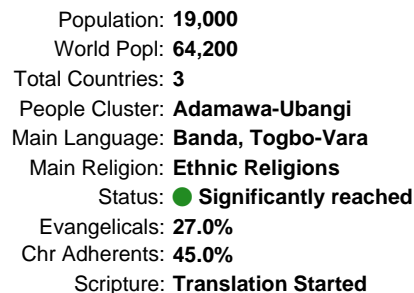 Population: 19,000
World Popl: 64,200
Total Countries: 3
People Cluster: Adamawa-Ubangi
Main Language: Banda, Togbo-Vara
Main Religion: Ethnic Religions
Status: Significantly reached
Evangelicals: 27.0%
Chr Adherents: 45.0%
Scripture: Translation Started